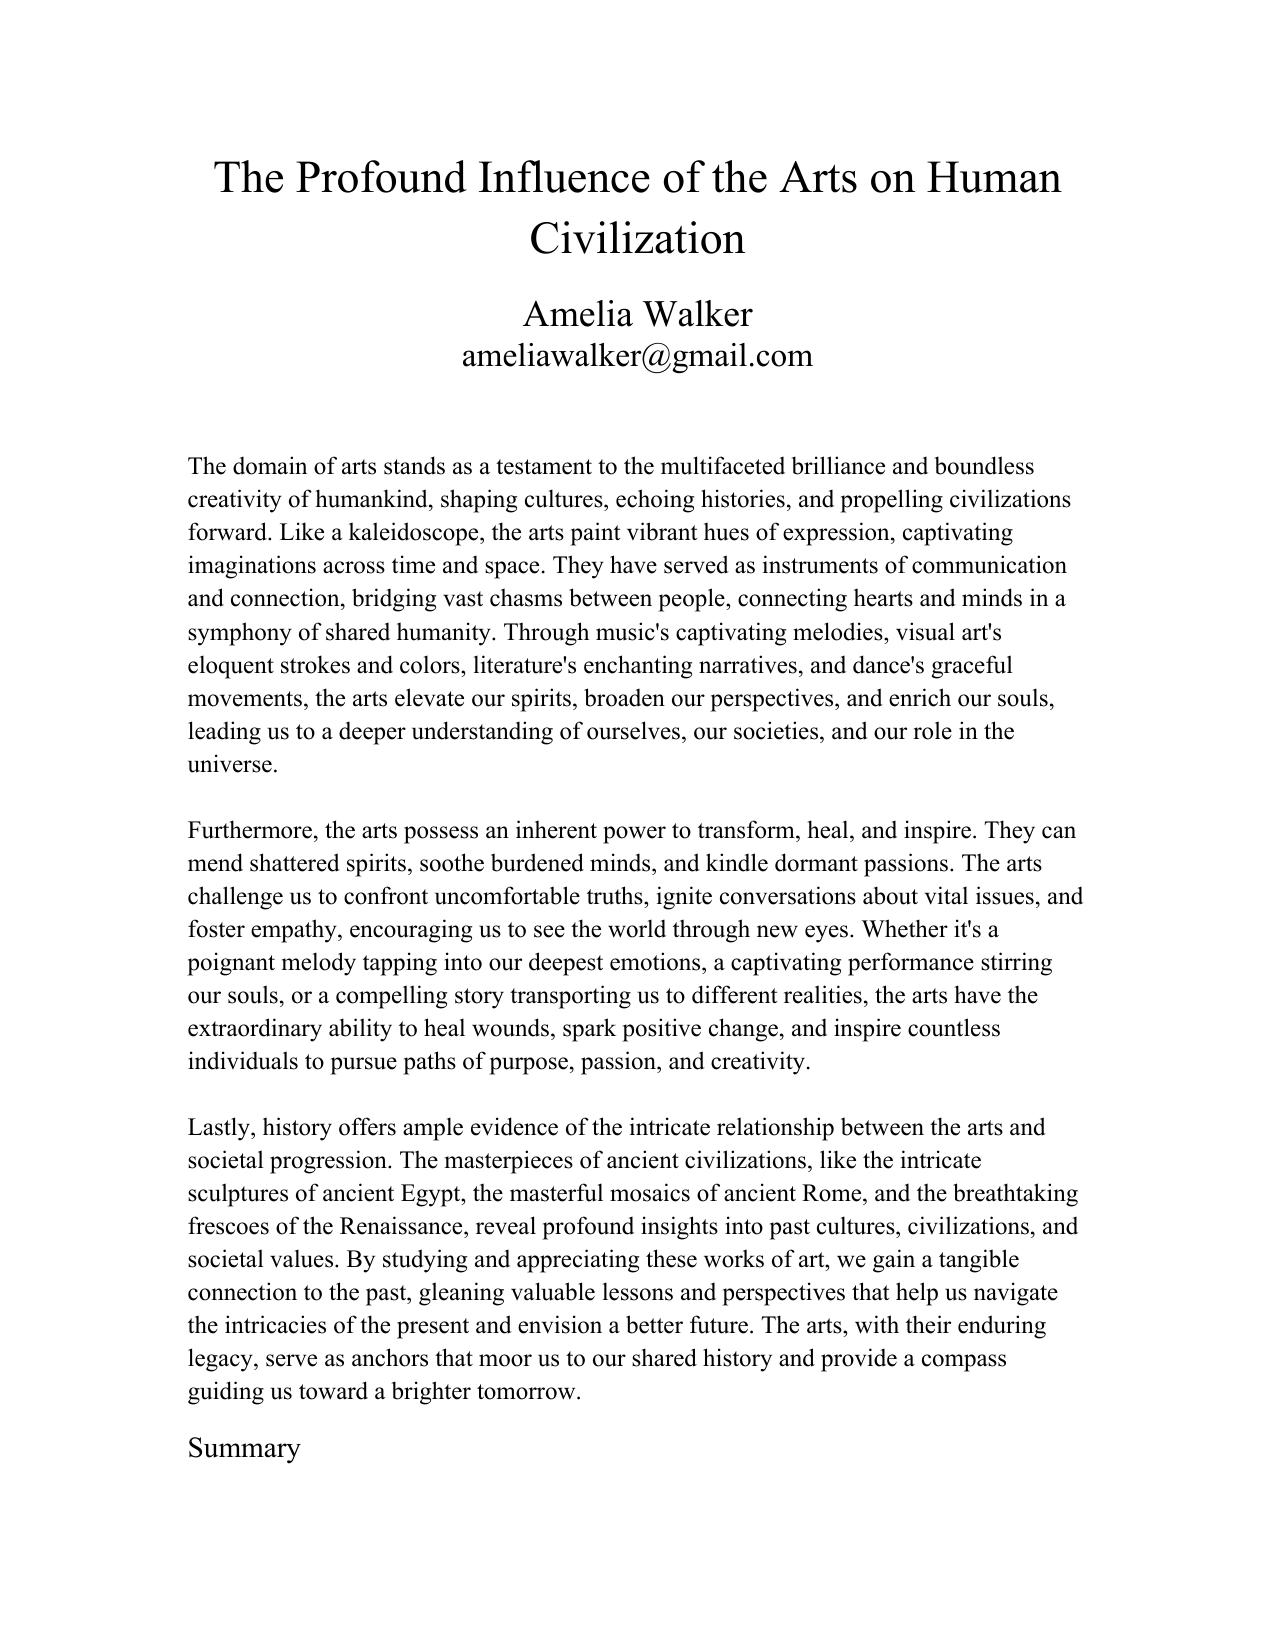 The Profound Influence of the Arts on Human
Civilization
Amelia Walker
ameliawalker@gmail.com
The domain of arts stands as a testament to the multifaceted brilliance and boundless
creativity of humankind, shaping cultures, echoing histories, and propelling civilizations
forward. Like a kaleidoscope, the arts paint vibrant hues of expression, captivating
imaginations across time and space. They have served as instruments of communication
and connection, bridging vast chasms between people, connecting hearts and minds in a
symphony of shared humanity. Through music's captivating melodies, visual art's
eloquent strokes and colors, literature's enchanting narratives, and dance's graceful
movements, the arts elevate our spirits, broaden our perspectives, and enrich our souls,
leading us to a deeper understanding of ourselves, our societies, and our role in the
universe.
Furthermore, the arts possess an inherent power to transform, heal, and inspire. They can
mend shattered spirits, soothe burdened minds, and kindle dormant passions. The arts
challenge us to confront uncomfortable truths, ignite conversations about vital issues, and
foster empathy, encouraging us to see the world through new eyes. Whether it's a
poignant melody tapping into our deepest emotions, a captivating performance stirring
our souls, or a compelling story transporting us to different realities, the arts have the
extraordinary ability to heal wounds, spark positive change, and inspire countless
individuals to pursue paths of purpose, passion, and creativity.
Lastly, history offers ample evidence of the intricate relationship between the arts and
societal progression. The masterpieces of ancient civilizations, like the intricate
sculptures of ancient Egypt, the masterful mosaics of ancient Rome, and the breathtaking
frescoes of the Renaissance, reveal profound insights into past cultures, civilizations, and
societal values. By studying and appreciating these works of art, we gain a tangible
connection to the past, gleaning valuable lessons and perspectives that help us navigate
the intricacies of the present and envision a better future. The arts, with their enduring
legacy, serve as anchors that moor us to our shared history and provide a compass
guiding us toward a brighter tomorrow.
Summary